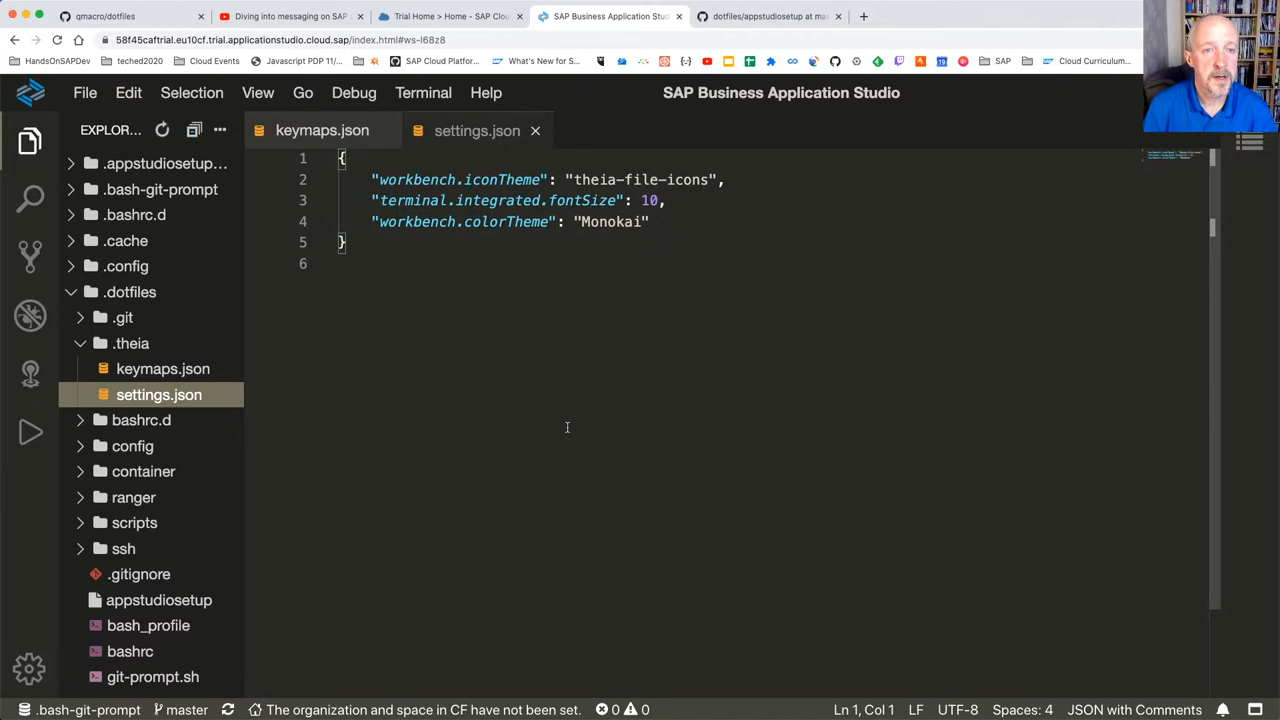 qmacro/dotfiles
Diving into messaging on SAP
Trial Home > Home - SAP Cloud
SAP Business Application Studio
dotfiles/appstudiosetup at mas
58f45caftrial.eu10cf.trial.applicationstudio.cloud.sap/index.html#ws-l68z8
HandsOnSAPDev
teched2020
Cloud Events
Javascript PDP 11/...
SAP Cloud Platfor...
What's New for S...
SAP
Cloud Curriculum...
File Edit Selection View Go Debug Terminal Help
SAP Business Application Studio
EXPLOR...
keymaps.json
settings.json
.appstudiosetup...
.bash-git-prompt
.bashrc.d
.cache
.config
.dotfiles
.git
.theia
keymaps.json
settings.json
bashrc.d
config
container
ranger
scripts
ssh
.gitignore
appstudiosetup
bash_profile
bashrc
git-prompt.sh
1 {
2 "workbench.iconTheme": "theia-file-icons",
3 "terminal.integrated.fontSize": 10,
4 "workbench.colorTheme": "Monokai"
5 }
6
.bash-git-prompt master The organization and space in CF have not been set. 0 0 Ln 1, Col 1 LF UTF-8 Spaces: 4 JSON with Comments